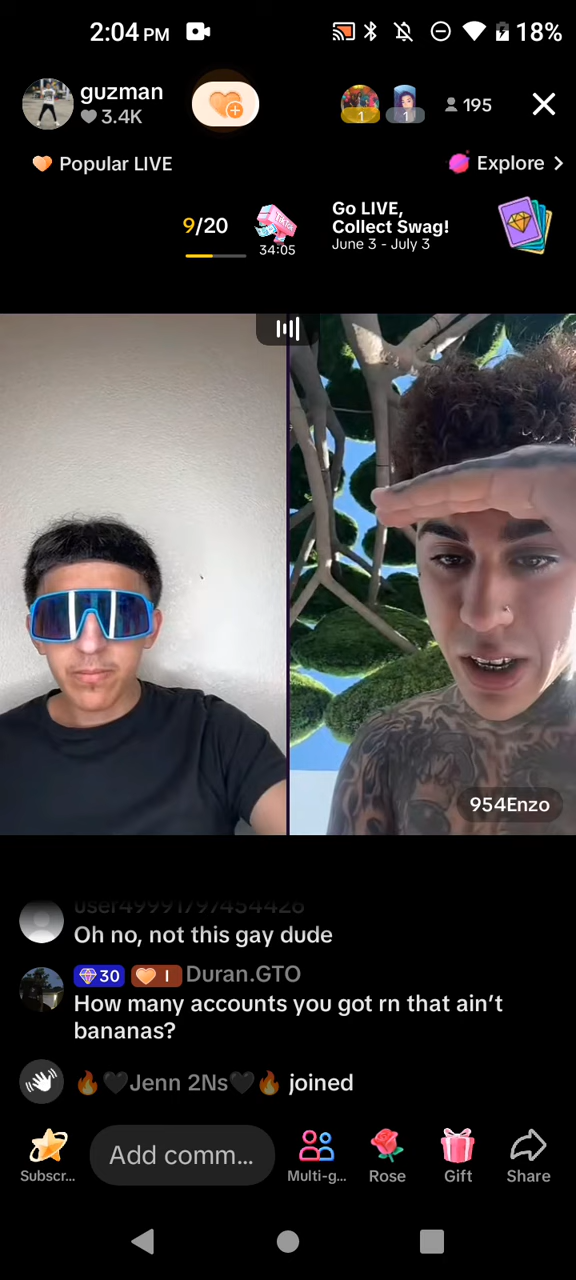 2:04 PM 18%
guzman
3.4K
1 1 195
Popular LIVE Explore
9/20
34:05
TikTok
Go LIVE,
Collect Swag!
June 3 - July 3
954Enzo
user49991797454426
Oh no, not this gay dude
30 I Duran.GTO
How many accounts you got rn that ain't
bananas?
🔥🖤Jenn 2Ns🖤🔥 joined
Add comm...
Subscr... Multi-g... Rose Gift Share